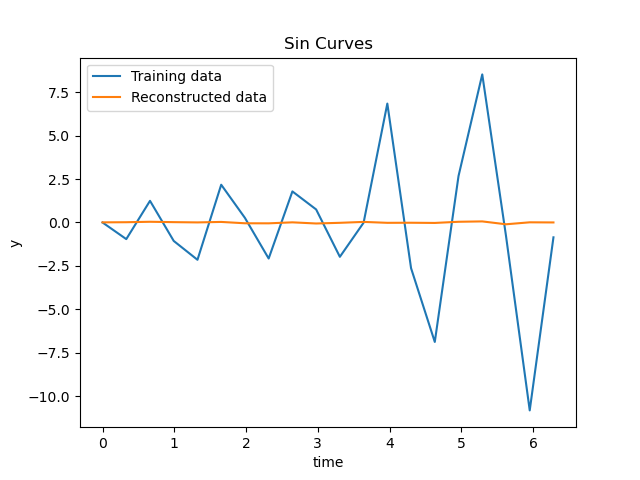 Sin Curves
Training data
Reconstructed data
7.5
5.0
2.5
0.0
−2.5
−5.0
−7.5
−10.0
y
0 1 2 3 4 5 6
time